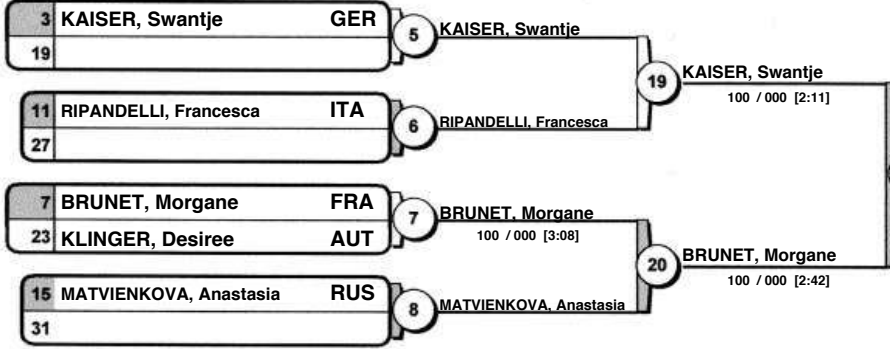 3 KAISER, Swantje GER
19
5
KAISER, Swantje
11 RIPANDELLI, Francesca ITA
27
6
RIPANDELLI, Francesca
19
KAISER, Swantje
100 / 000 [2:11]
7 BRUNET, Morgane FRA
23 KLINGER, Desiree AUT
7
BRUNET, Morgane
100 / 000 [3:08]
15 MATVIENKOVA, Anastasia RUS
31
8
MATVIENKOVA, Anastasia
20
BRUNET, Morgane
100 / 000 [2:42]